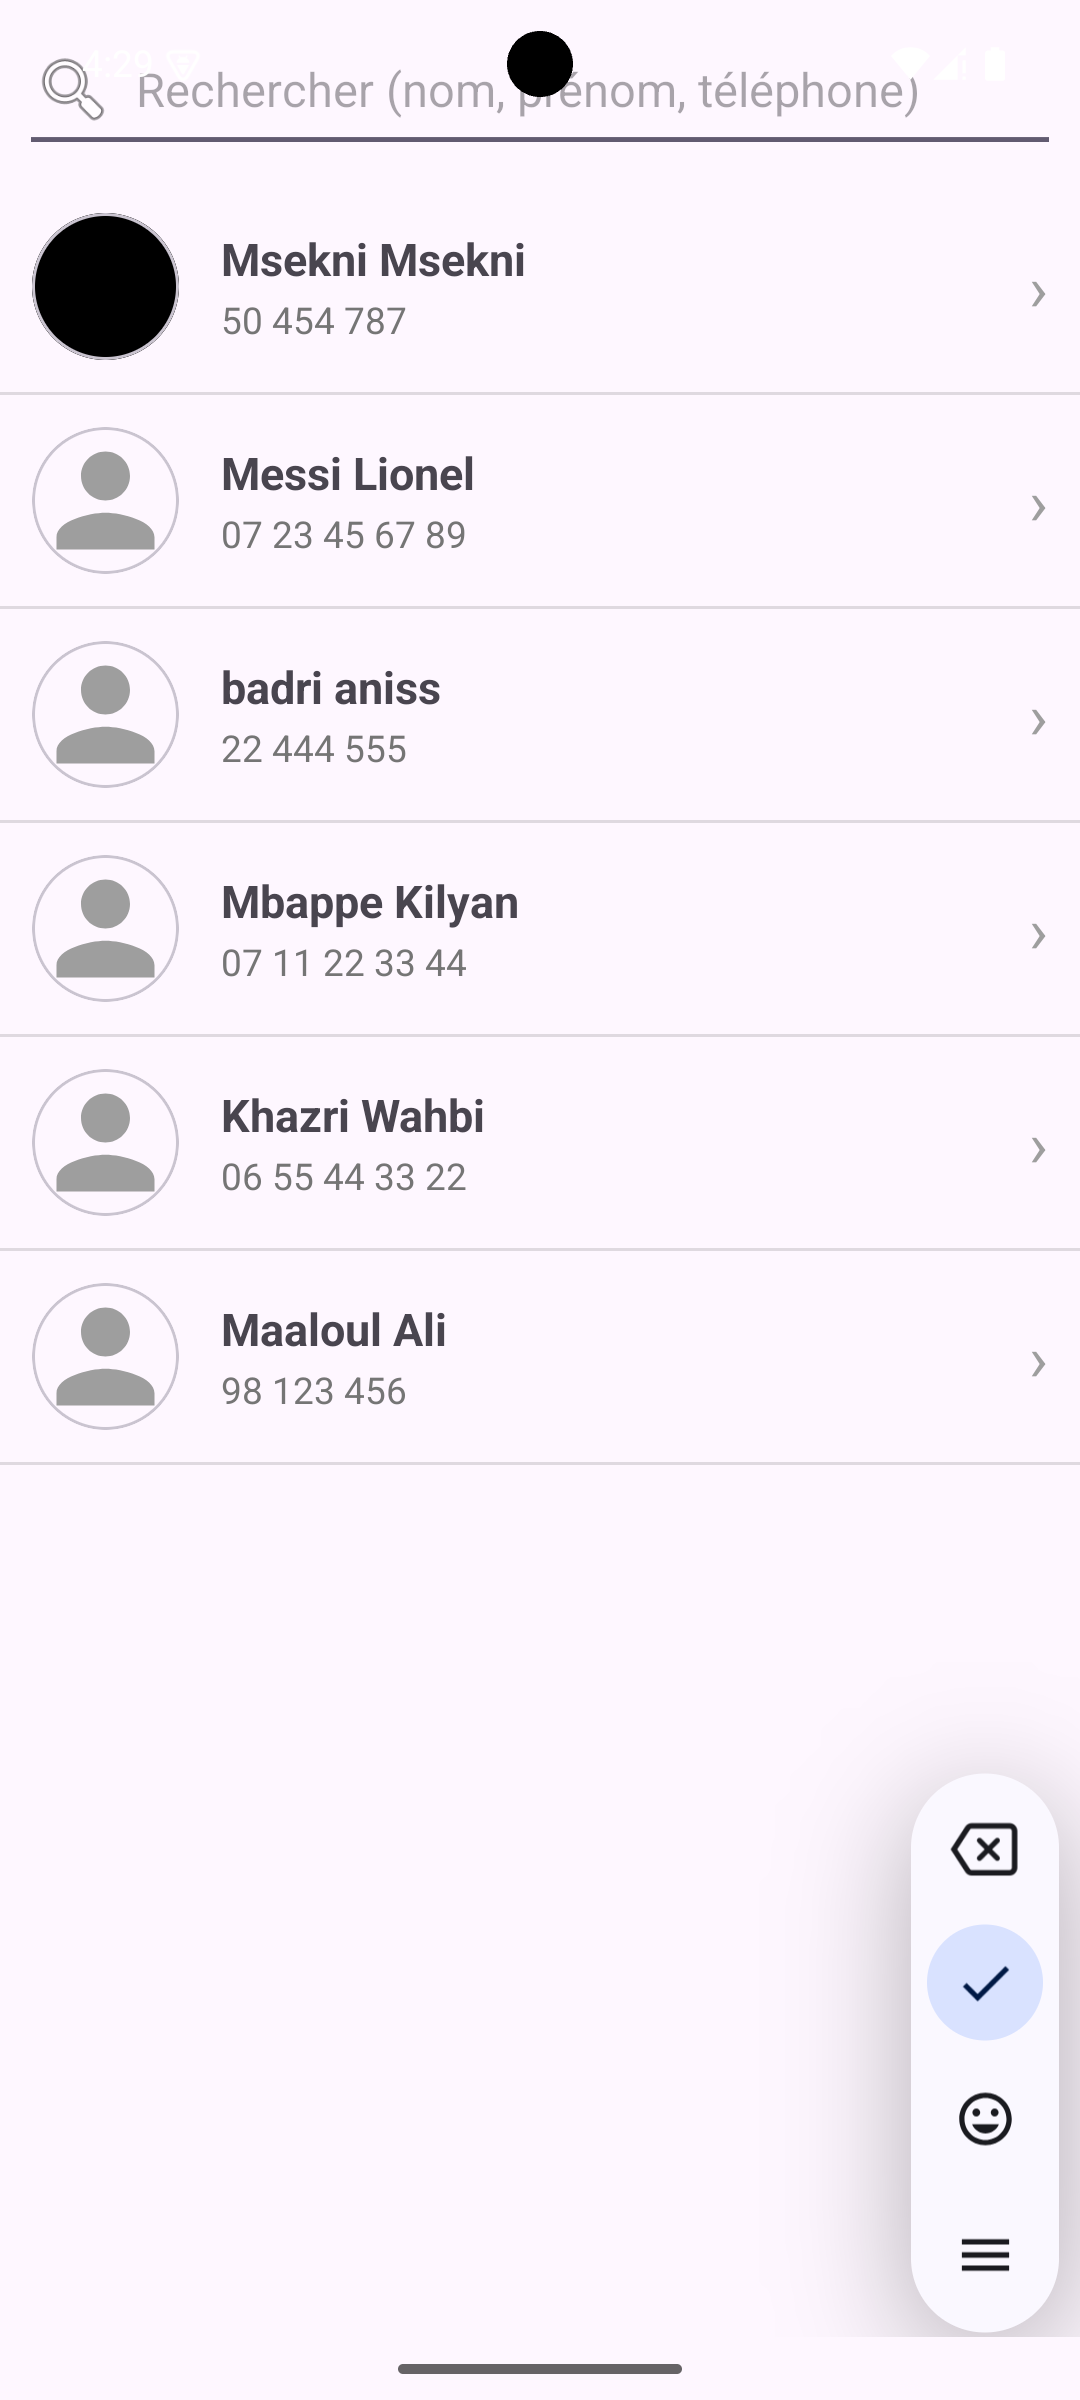 4:29
Rechercher (nom, prénom, téléphone)
Msekni Msekni
50 454 787
›
Messi Lionel
07 23 45 67 89
›
badri aniss
22 444 555
›
Mbappe Kilyan
07 11 22 33 44
›
Khazri Wahbi
06 55 44 33 22
›
Maaloul Ali
98 123 456
›